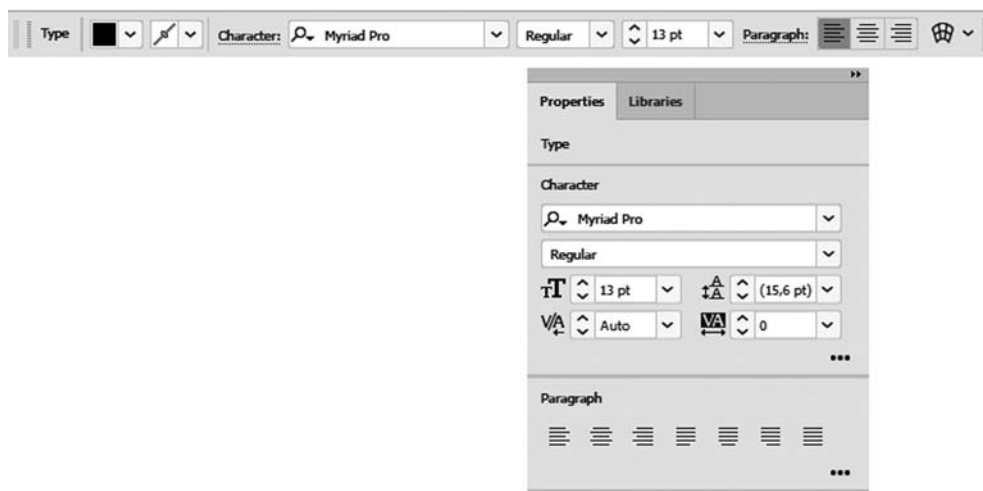 Type Character: Myriad Pro Regular 13 pt Paragraph:
Properties Libraries
Type
Character
Myriad Pro
Regular
13 pt (15,6 pt)
Auto 0
Paragraph